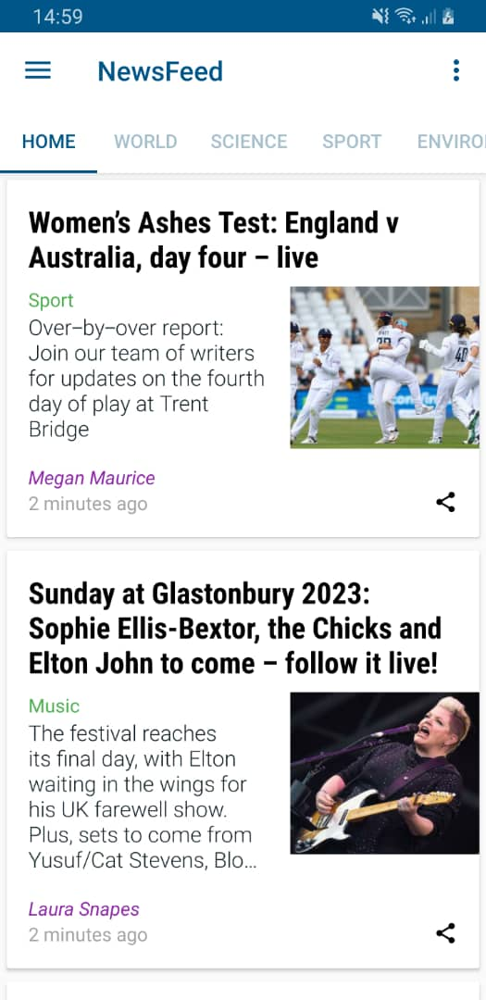 14:59
NewsFeed
HOME WORLD SCIENCE SPORT ENVIRO
Women’s Ashes Test: England v
Australia, day four – live
Sport
Over-by-over report:
Join our team of writers
for updates on the fourth
day of play at Trent
Bridge
Megan Maurice
2 minutes ago
Sunday at Glastonbury 2023:
Sophie Ellis-Bextor, the Chicks and
Elton John to come – follow it live!
Music
The festival reaches
its final day, with Elton
waiting in the wings for
his UK farewell show.
Plus, sets to come from
Yusuf/Cat Stevens, Blo...
Laura Snapes
2 minutes ago